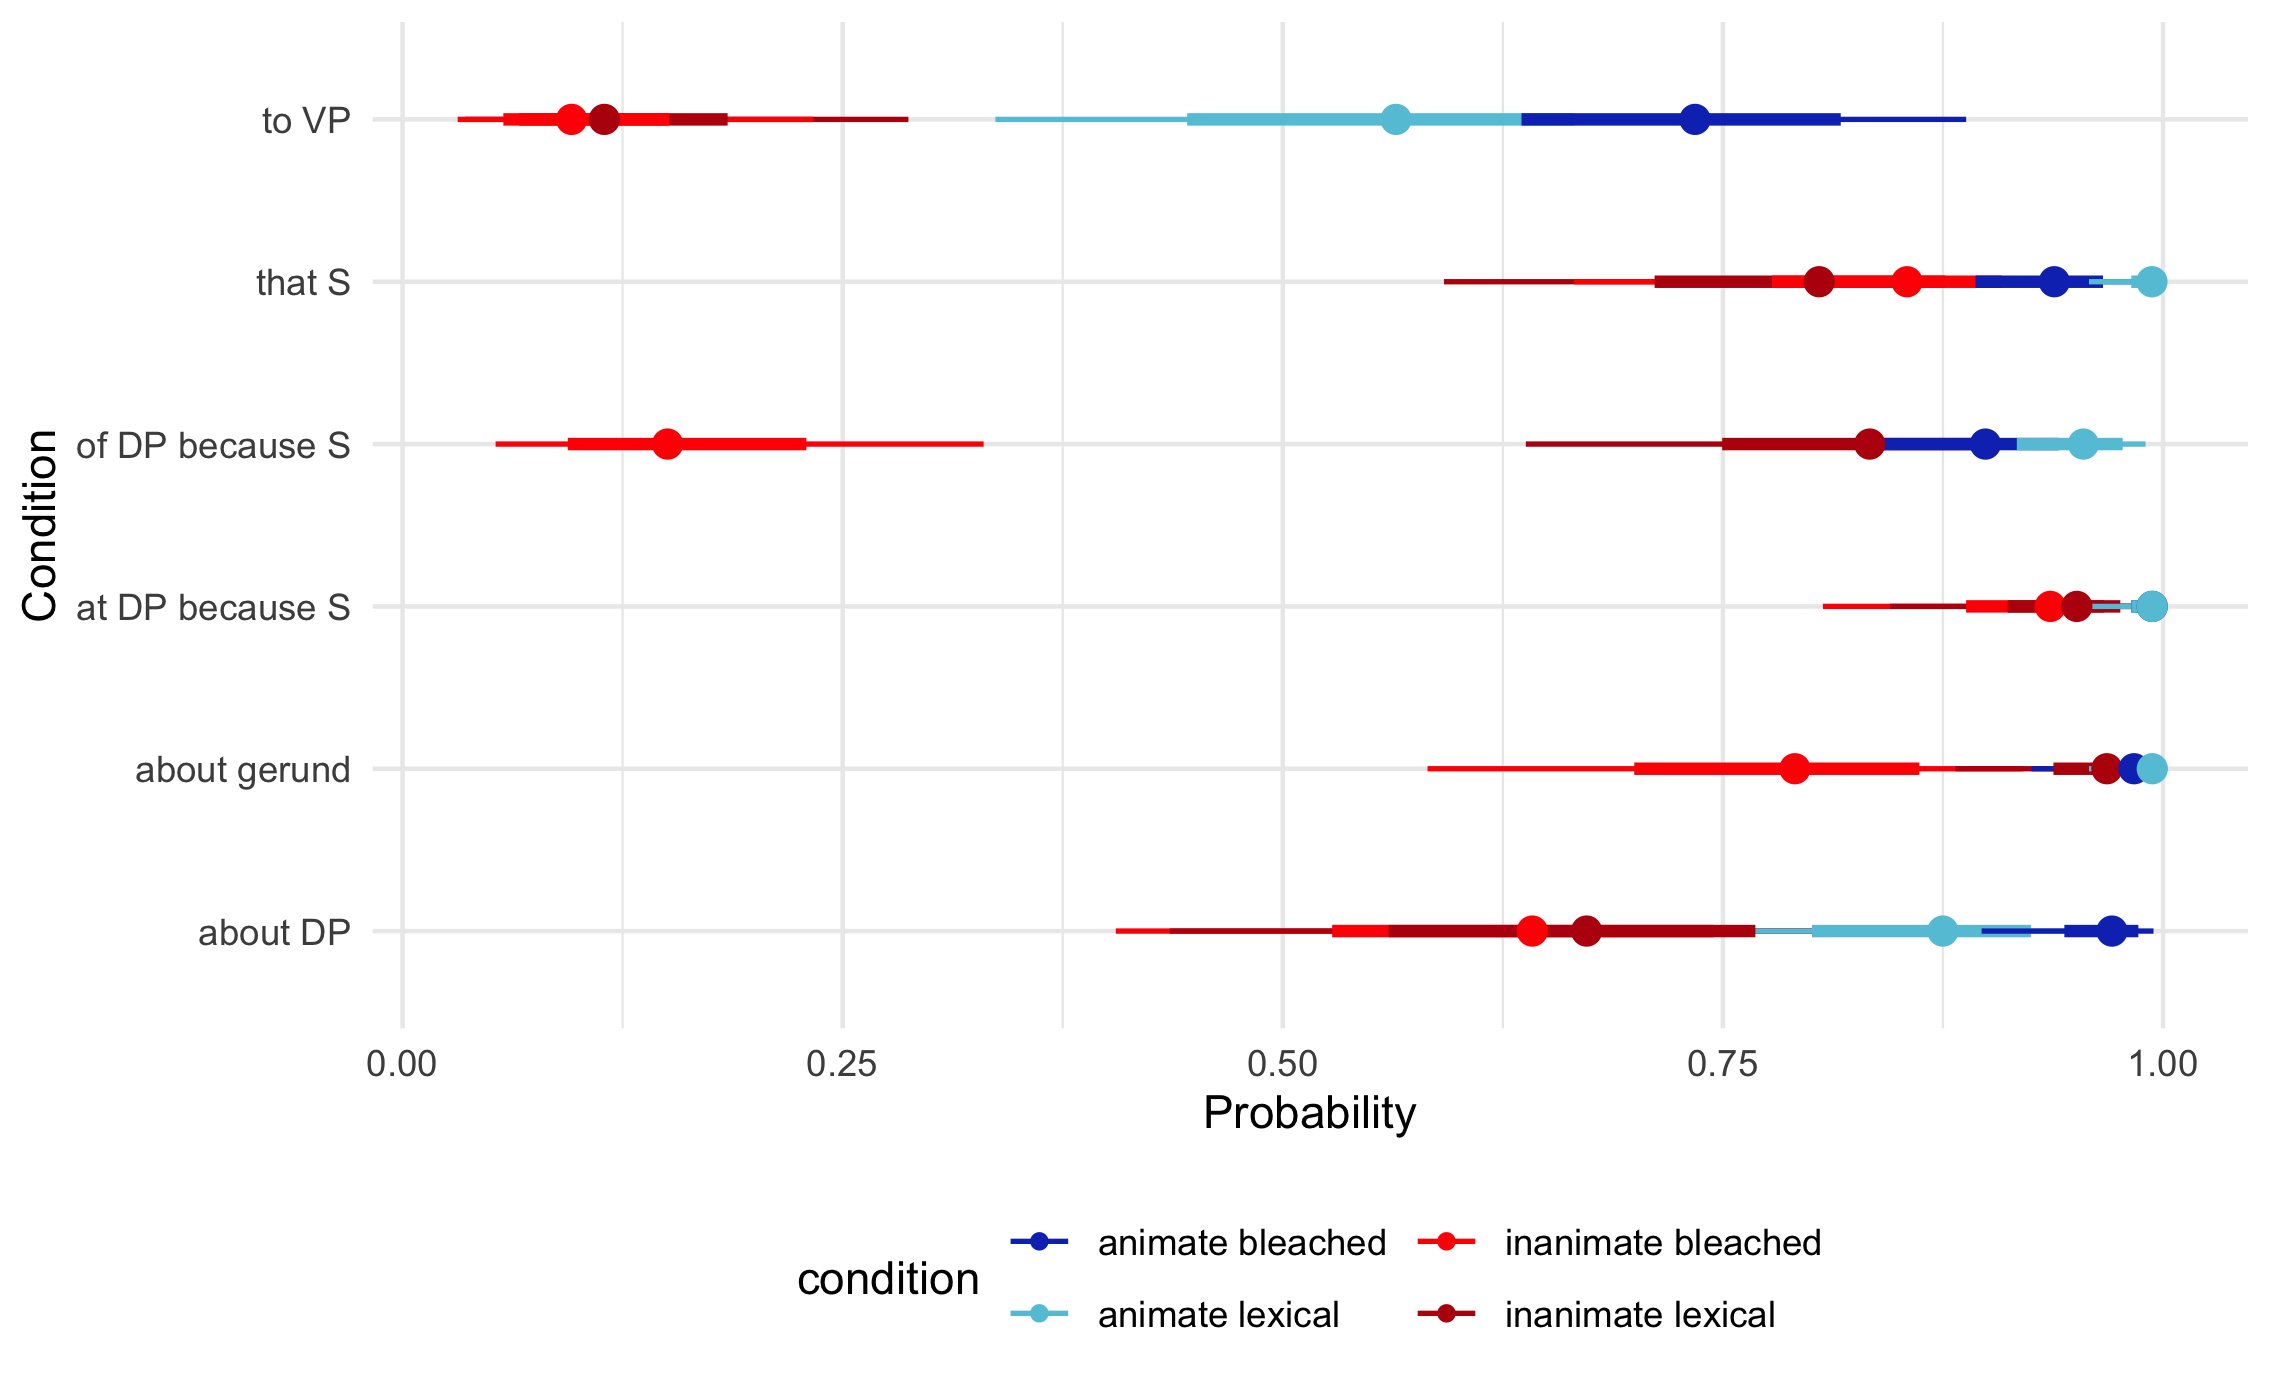 Condition
to VP
that S
of DP because S
at DP because S
about gerund
about DP
0.00 0.25 0.50 0.75 1.00
Probability
condition
animate bleached inanimate bleached
animate lexical inanimate lexical